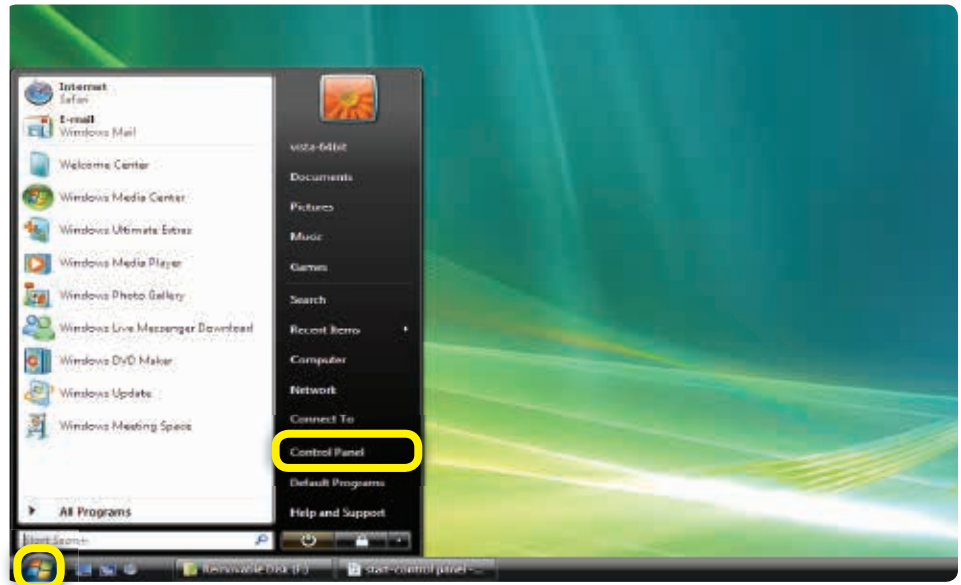 Internet
Safari
E-mail
Windows Mail
Welcome Center
Windows Media Center
Windows Ultimate Extras
Windows Media Player
Windows Photo Gallery
Windows Live Messenger Download
Windows DVD Maker
Windows Update
Windows Meeting Space
All Programs
Start Search
vista-64bit
Documents
Pictures
Music
Games
Search
Recent Items
Computer
Network
Connect To
Control Panel
Default Programs
Help and Support
Removable Disk (F:)
start-control panel -...